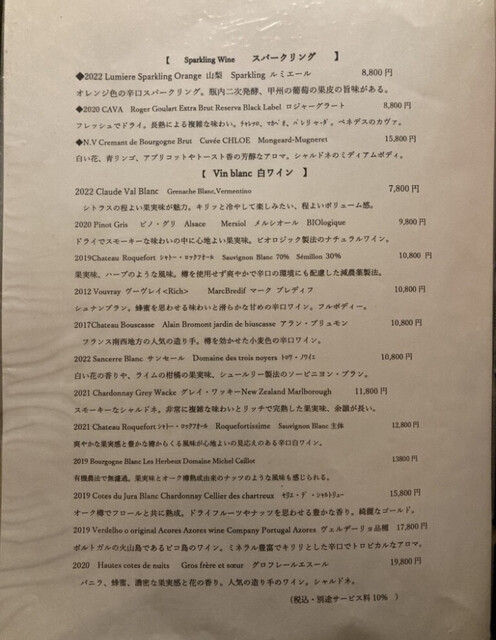 【 Sparkling Wine スパークリング 】
◆2022 Lumiere Sparkling Orange 山梨 Sparkling ルミエール 8,800円
オレンジ色の辛口スパークリング。瓶内二次発酵、甲州の葡萄の果皮の旨味がある。
◆2020 CAVA Roger Goulart Extra Brut Reserva Black Label ロジャーグラート 8,800円
フレッシュでドライ。長熟による複雑な味わい。チャレッロ、マカベオ、パレリャーダ。ペネデスのカヴァ。
◆N.V Cremant de Bourgogne Brut Cuvée CHLOE Mongeard-Mugneret 15,800円
白い花、青リンゴ、アプリコットやトースト香の芳醇なアロマ。シャルドネのミディアムボディ。
【 Vin blanc 白ワイン 】
2022 Claude Val Blanc Grenache Blanc,Vermentino 7,800円
シトラスの程よい果実味が魅力。キリッと冷やして楽しみたい、程よいボリューム感。
2020 Pinot Gris ピノ・グリ Alsace Mersiol メルシオール BIOlogique 9,800円
ドライでスモーキーな味わいの中に心地よい果実味。ビオロジック製法のナチュラルワイン。
2019Chateau Roquefort シャトー・ロックフォール Sauvignon Blanc 70% Sémillon 30% 10,800 円
果実味、ハーブのような風味。樽を使用せず爽やかで辛口の環境にも配慮した減農薬製法。
2012 Vouvray ヴーヴレイ<Rich> MarcBredif マーク ブレディフ 10,800 円
シュナンブラン。蜂蜜を思わせる味わいと滑らかな甘めの辛口ワイン。フルボディー。
2017Chateau Bouscasse Alain Bromont jardin de biuscasse アラン・ブリュモン 10,800円
フランス南西地方の人気の造り手。樽を効かせた小麦色の辛口ワイン。
2022 Sancerre Blanc サンセール Domaine des trois noyers トロワ・ノワイエ 10,800円
白い花の香りや、ライムの柑橘の果実味、シュールリー製法のソービニヨン・ブラン。
2021 Chardonnay Grey Wacke グレイ・ワッキーNew Zealand Marlborough 11,800円
スモーキーなシャルドネ。非常に複雑な味わいとリッチで完熟した果実味、余韻が長い。
2021 Chateau Roquefort シャトー・ロックフォール Roquefortissime Sauvignon Blanc 主体 12,800円
爽やかな果実感と豊かな樽からくる風味が心地よいの見応えのある辛口白ワイン。
2019 Bourgogne Blanc Les Herbeux Domaine Michel Caillot 13800円
有機農法で無濾過。果実味とオーク樽熟成由来のナッツのような風味も感じられる。
2019 Cotes du Jura Blanc Chardonnay Cellier des chartreux セリエ・デ・シャルトリュー 15,800円
オーク樽でフロールと共に熟成。ドライフルーツやナッツを思わせる豊かな香り。綺麗なゴールド。
2019 Verdelho o original Acores Azores wine Company Portugal Azores ヴェルデーリョ品種 17,800円
ポルトガルの火山島であるピコ島のワイン。ミネラル豊富でキリリとした辛口でトロピカルなアロマ。
2020 Hautes cotes de nuits Gros frère et sœur グロフレールエスール 19,800円
バニラ、蜂蜜、濃密な果実感と花の香り。人気の造り手のワイン。シャルドネ。
(税込・別途サービス料 10% )